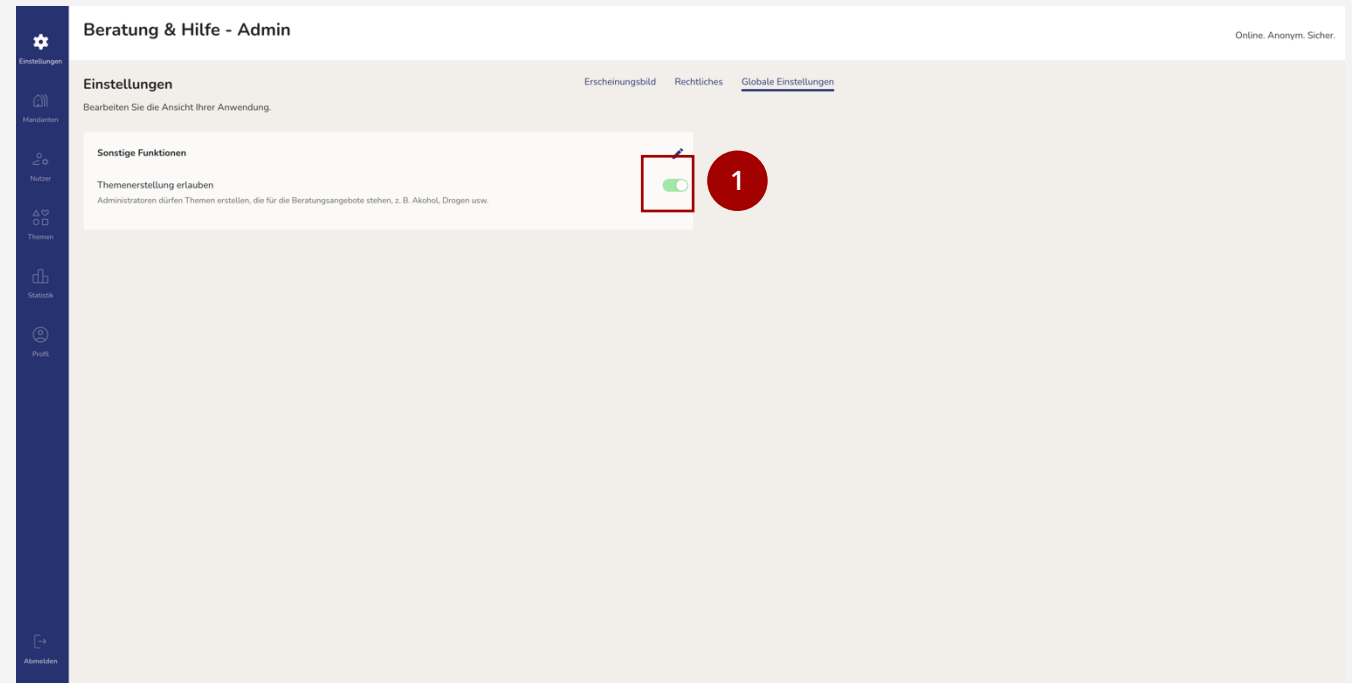 Beratung & Hilfe - Admin
Online. Anonym. Sicher.
Einstellungen
Mandanten
Nutzer
Themen
Statistik
Profil
Abmelden
Einstellungen
Erscheinungsbild Rechtliches Globale Einstellungen
Bearbeiten Sie die Ansicht Ihrer Anwendung.
Sonstige Funktionen
Themenerstellung erlauben
Administratoren dürfen Themen erstellen, die für die Beratungsangebote stehen, z. B. Akohol, Drogen usw.
1